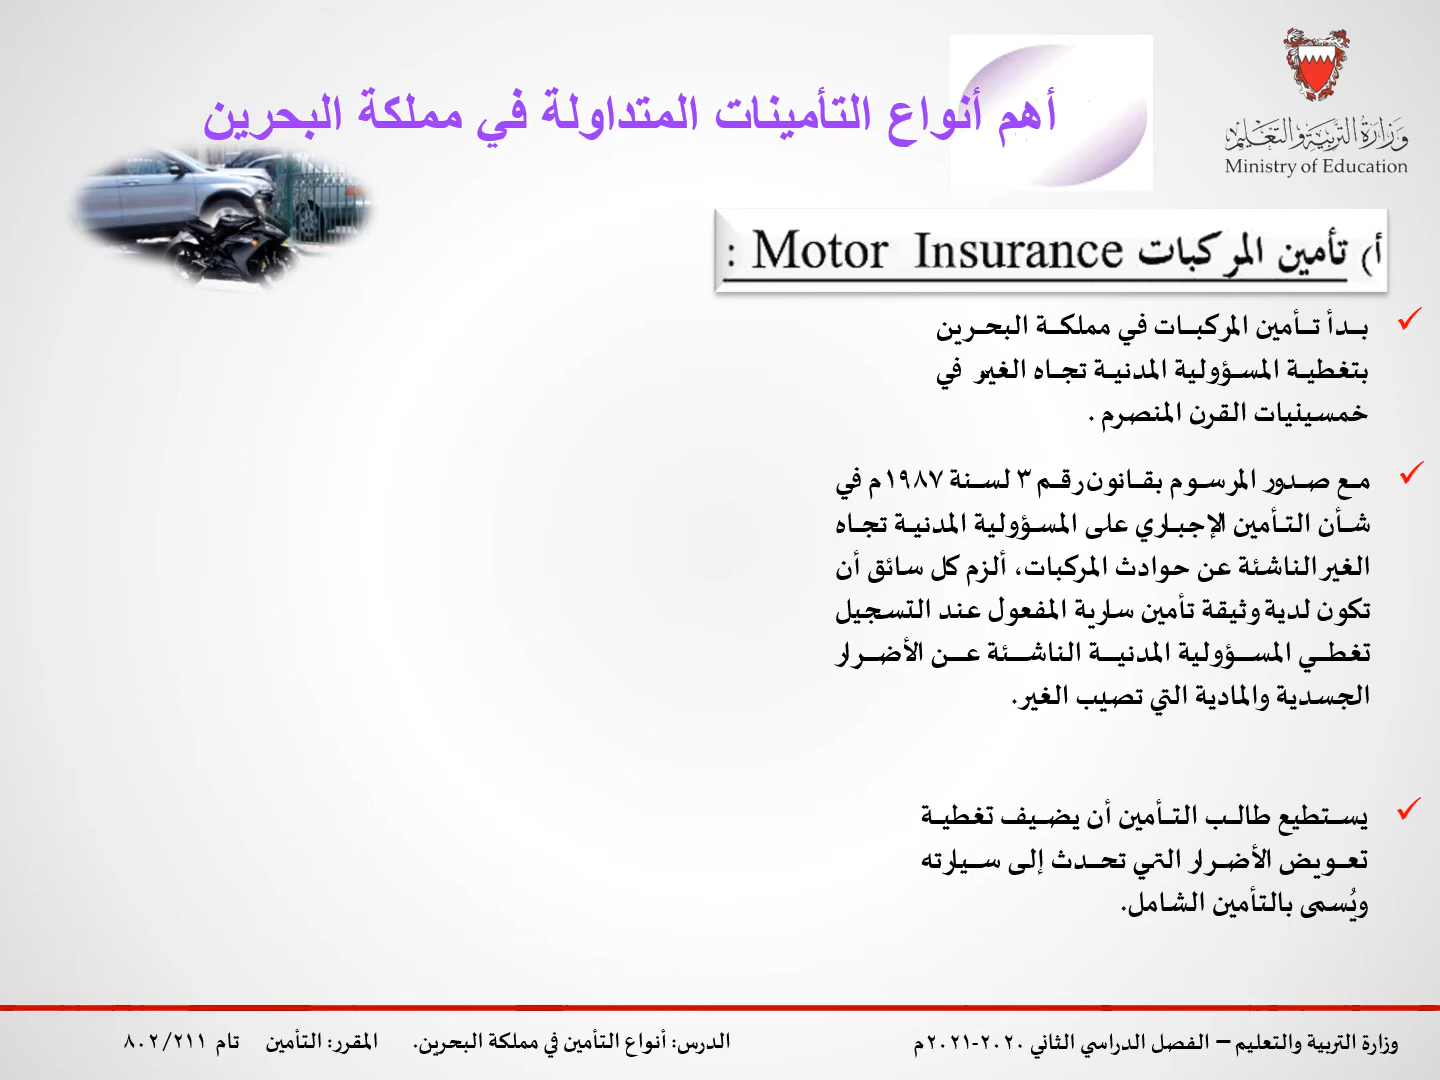 وزارة التربية والتعليم
Ministry of Education
أهم أنواع التأمينات المتداولة في مملكة البحرين
أ) تأمين المركبات Motor Insurance :
بدأ تأمين المركبات في مملكة البحرين
بتغطية المسؤولية المدنية تجاه الغير في
خمسينيات القرن المنصرم .
مع صدور المرسوم بقانون رقم ٣ لسنة ١٩٨٧م في
شأن التأمين الإجباري على المسؤولية المدنية تجاه
الغير الناشئة عن حوادث المركبات، ألزم كل سائق أن
تكون لدية وثيقة تأمين سارية المفعول عند التسجيل
تغطي المسؤولية المدنية الناشئة عن الأضرار
الجسدية والمادية التي تصيب الغير.
يستطيع طالب التأمين أن يضيف تغطية
تعويض الأضرار التي تحدث إلى سيارته
ويُسمى بالتأمين الشامل.
وزارة التربية والتعليم – الفصل الدراسي الثاني ٢٠٢٠-٢٠٢١م الدرس: أنواع التأمين في مملكة البحرين. المقرر: التأمين تام ٢١١/٨٠٢